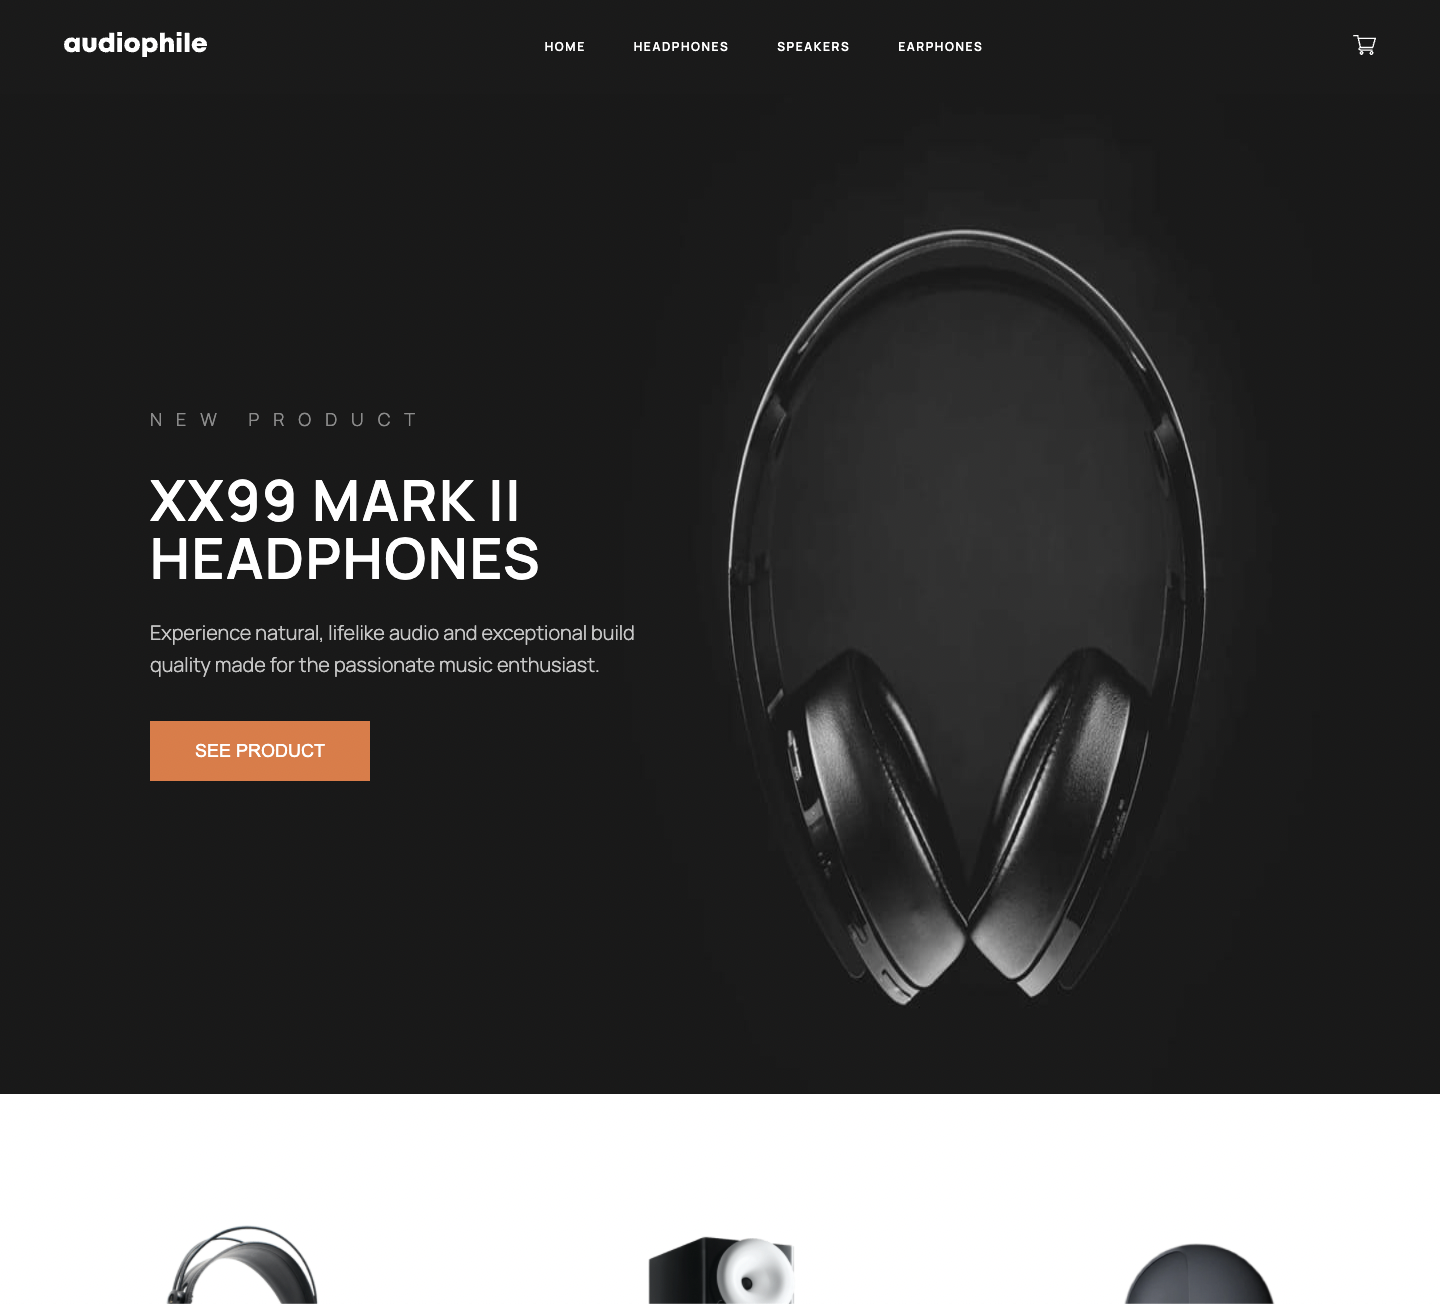 audiophile
HOME
HEADPHONES
SPEAKERS
EARPHONES
NEW PRODUCT
XX99 MARK II
HEADPHONES
Experience natural, lifelike audio and exceptional build
quality made for the passionate music enthusiast.
SEE PRODUCT